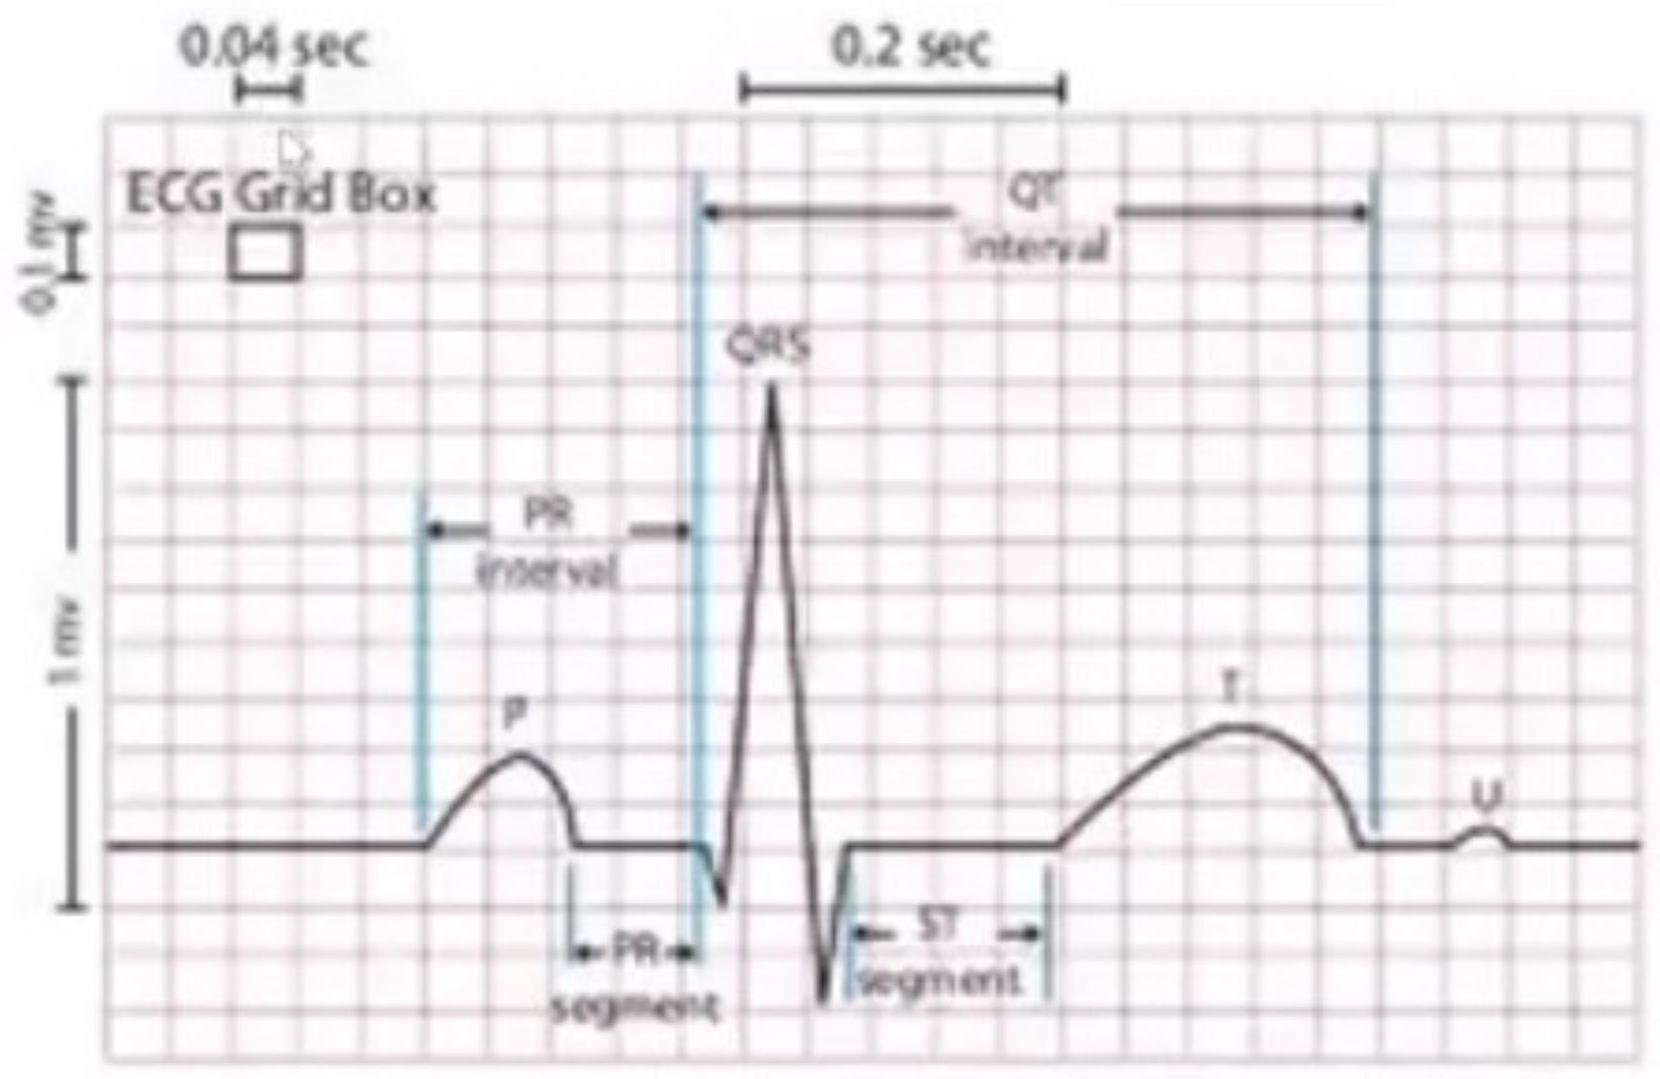 0.04 sec
0.2 sec
ECG Grid Box
0.1 mv
QT
interval
QRS
PR
interval
1 mv
P
T
U
PR
segment
ST
segment